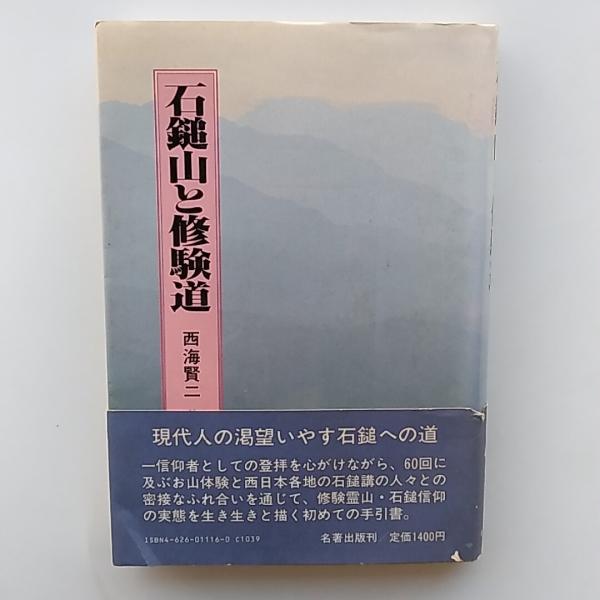 石鎚山と修験道
西海賢二
現代人の渇望いやす石鎚への道
一信仰者としての登拝を心がけながら、60回に
及ぶお山体験と西日本各地の石鎚講の人々との
密接なふれ合いを通じて、修験霊山・石鎚信仰
の実態を生き生きと描く初めての手引書。
ISBN4-626-01116-0 C1039
名著出版刊／定価1400円